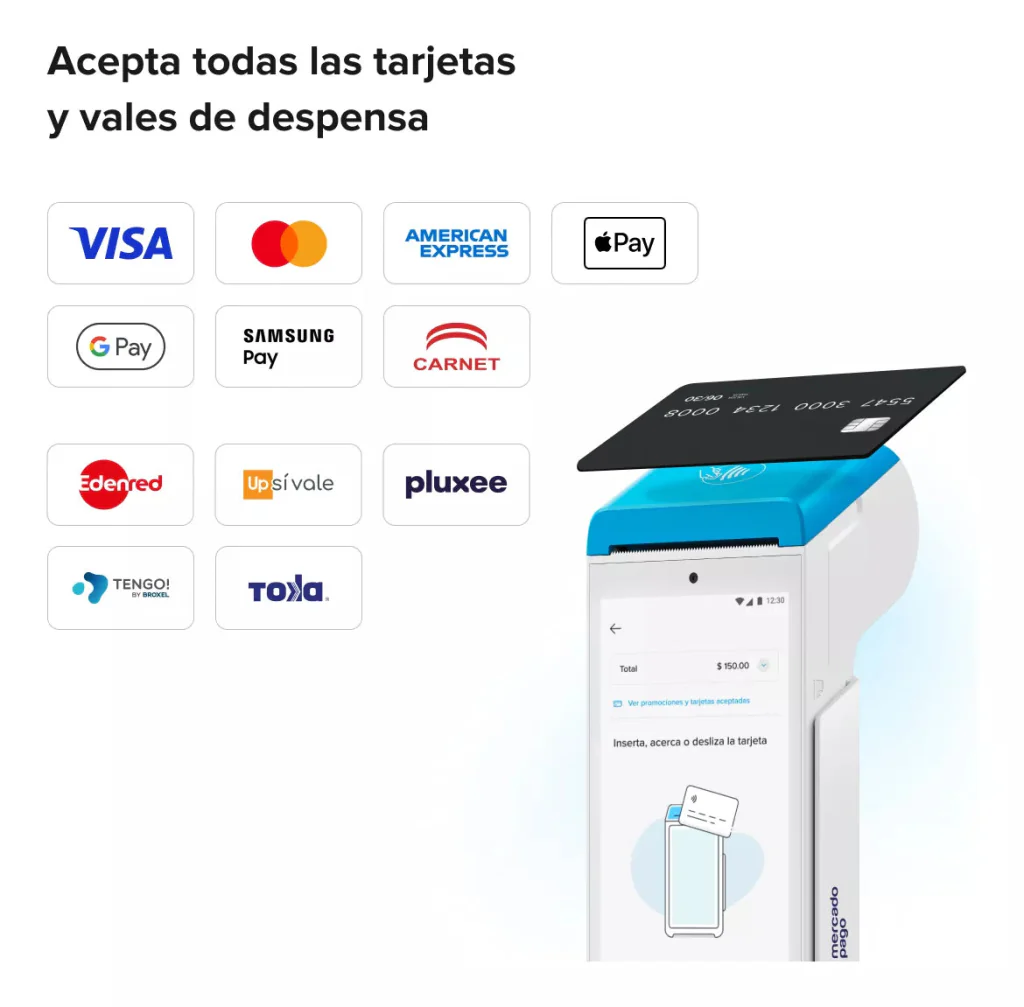 Acepta todas las tarjetas
y vales de despensa
VISA
AMERICAN
EXPRESS
Pay
G Pay
SAMSUNG
Pay
CARNET
Edenred
Up sí vale
pluxee
TENGO!
BY BROXEL
TOKA
5547 3000 1234 0008
06/30
12:30
Total
$ 150.00
Ver promociones y tarjetas aceptadas
Inserta, acerca o desliza la tarjeta
mercado
pago